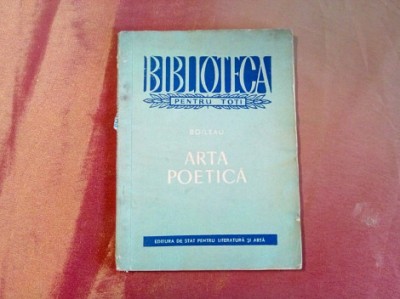 BIBLIOTECA
PENTRU TOȚI
BOILEAU
ARTA
POETICA
EDITURA DE STAT PENTRU LITERATURĂ ȘI ARTĂ